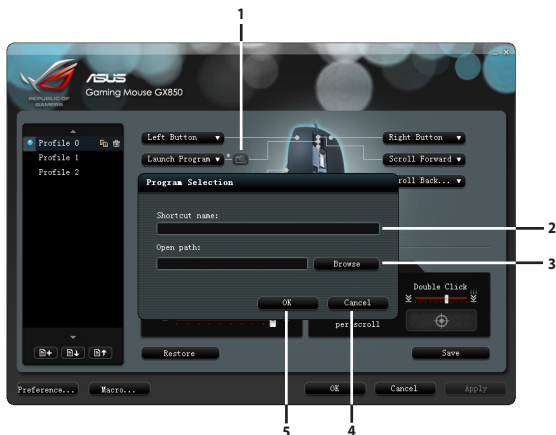 1
ASUS
Gaming Mouse GX850
REPUBLIC OF
GAMERS
Profile 0
Profile 1
Profile 2
Left Button
Right Button
Launch Program
Scroll Forward
roll Back...
Program Selection
Shortcut name:
2
Open path:
Browse
3
Double Click
OK
Cancel
per scroll
Restore
Save
Preference...
Macro...
OK
Cancel
Apply
5
4